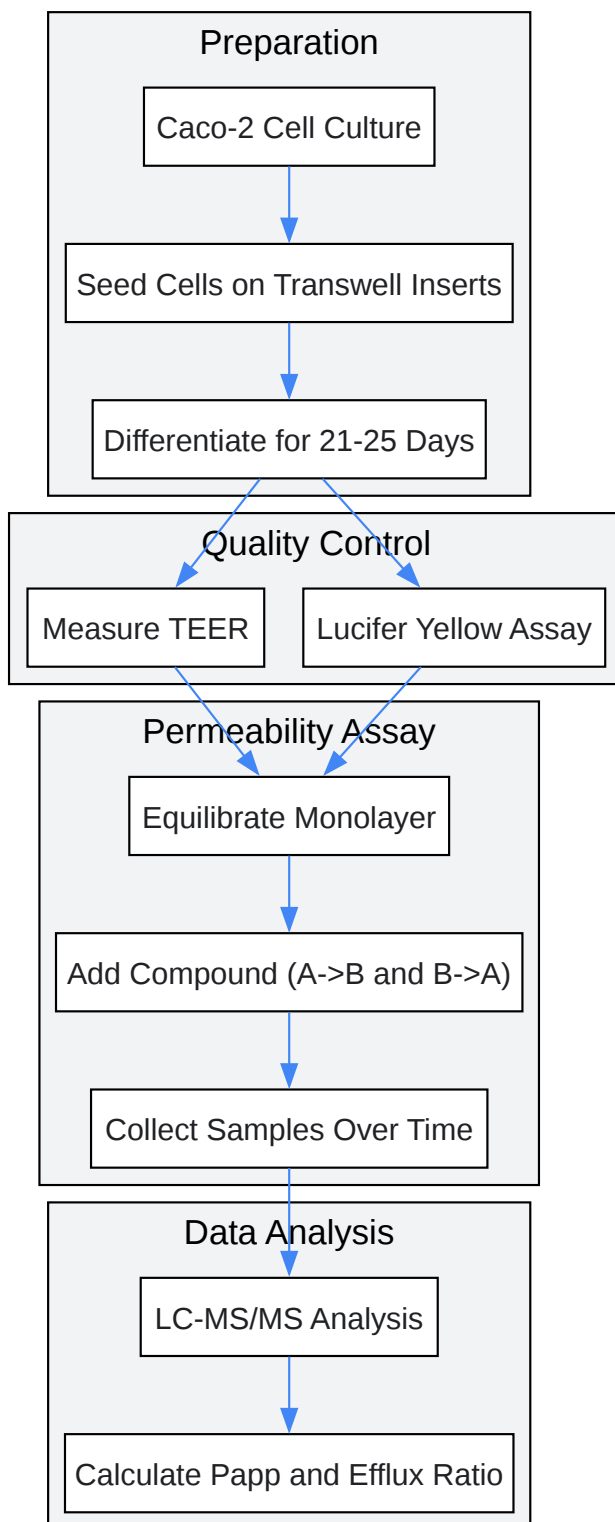 Preparation
Caco-2 Cell Culture
Seed Cells on Transwell Inserts
Differentiate for 21-25 Days
Quality Control
Measure TEER
Lucifer Yellow Assay
Permeability Assay
Equilibrate Monolayer
Add Compound (A->B and B->A)
Collect Samples Over Time
Data Analysis
LC-MS/MS Analysis
Calculate Papp and Efflux Ratio